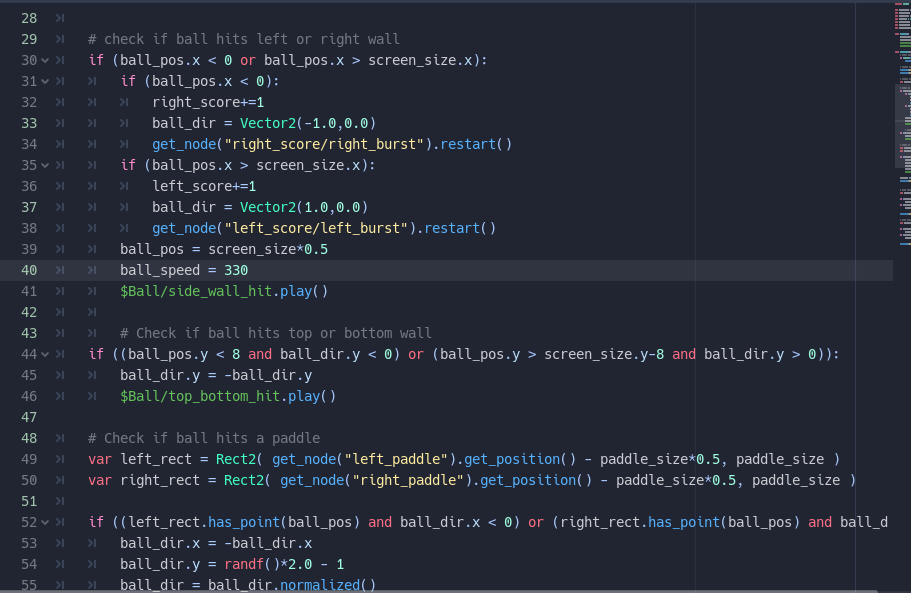 28
29 # check if ball hits left or right wall
30 if (ball_pos.x < 0 or ball_pos.x > screen_size.x):
31 if (ball_pos.x < 0):
32 right_score+=1
33 ball_dir = Vector2(-1.0,0.0)
34 get_node("right_score/right_burst").restart()
35 if (ball_pos.x > screen_size.x):
36 left_score+=1
37 ball_dir = Vector2(1.0,0.0)
38 get_node("left_score/left_burst").restart()
39 ball_pos = screen_size*0.5
40 ball_speed = 330
41 $Ball/side_wall_hit.play()
42
43 # Check if ball hits top or bottom wall
44 if ((ball_pos.y < 8 and ball_dir.y < 0) or (ball_pos.y > screen_size.y-8 and ball_dir.y > 0)):
45 ball_dir.y = -ball_dir.y
46 $Ball/top_bottom_hit.play()
47
48 # Check if ball hits a paddle
49 var left_rect = Rect2( get_node("left_paddle").get_position() - paddle_size*0.5, paddle_size )
50 var right_rect = Rect2( get_node("right_paddle").get_position() - paddle_size*0.5, paddle_size )
51
52 if ((left_rect.has_point(ball_pos) and ball_dir.x < 0) or (right_rect.has_point(ball_pos) and ball_d
53 ball_dir.x = -ball_dir.x
54 ball_dir.y = randf()*2.0 - 1
55 ball_dir = ball_dir.normalized()